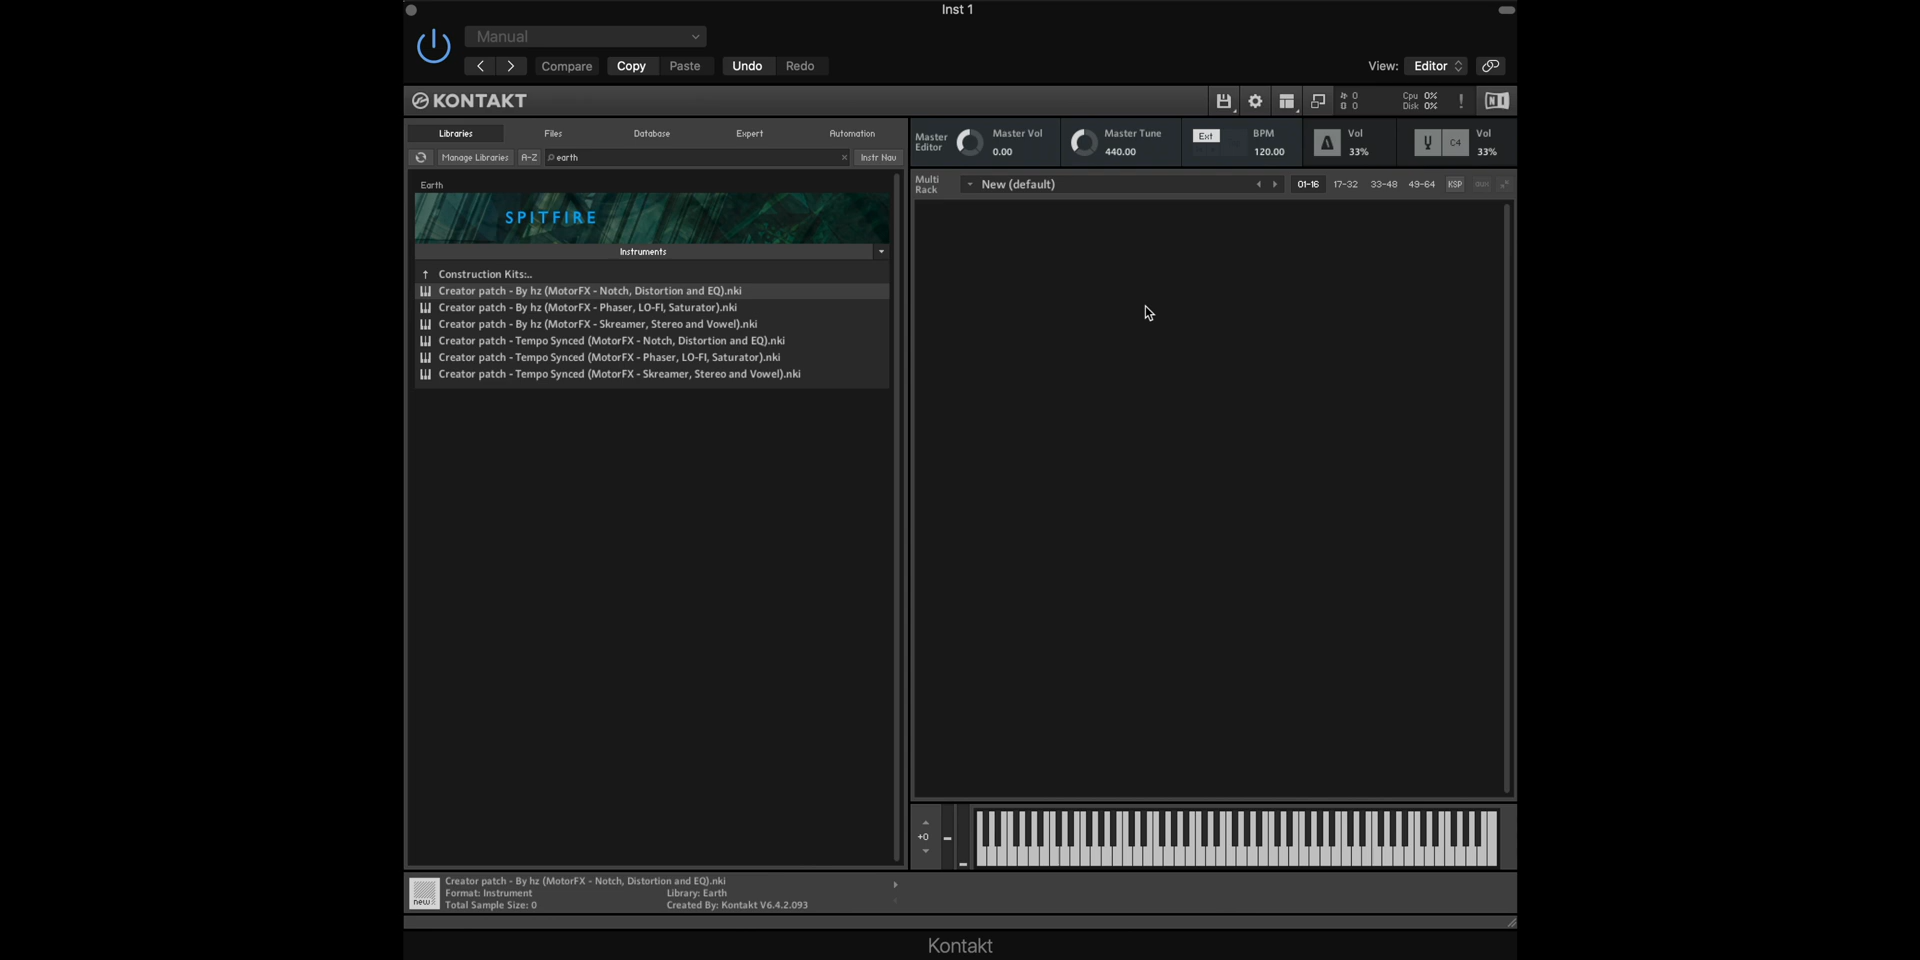 Inst 1
Manual
Compare Copy Paste Undo Redo View: Editor
KONTAKT
0
0
Cpu 0%
Disk 0%
!
Libraries Files Database Expert Automation
Manage Libraries A-Z earth × Instr Nav
Master Editor
Master Vol
0.00
Master Tune
440.00
Ext
BPM
120.00
Vol
33%
C4
Vol
33%
Multi Rack
New (default)
01-16 17-32 33-48 49-64 KSP
Earth
SPITFIRE
Instruments
Construction Kits:..
Creator patch - By hz (MotorFX - Notch, Distortion and EQ).nki
Creator patch - By hz (MotorFX - Phaser, LO-FI, Saturator).nki
Creator patch - By hz (MotorFX - Skreamer, Stereo and Vowel).nki
Creator patch - Tempo Synced (MotorFX - Notch, Distortion and EQ).nki
Creator patch - Tempo Synced (MotorFX - Phaser, LO-FI, Saturator).nki
Creator patch - Tempo Synced (MotorFX - Skreamer, Stereo and Vowel).nki
+0
new
Creator patch - By hz (MotorFX - Notch, Distortion and EQ).nki
Format: Instrument Library: Earth
Total Sample Size: 0 Created By: Kontakt V6.4.2.093
Kontakt